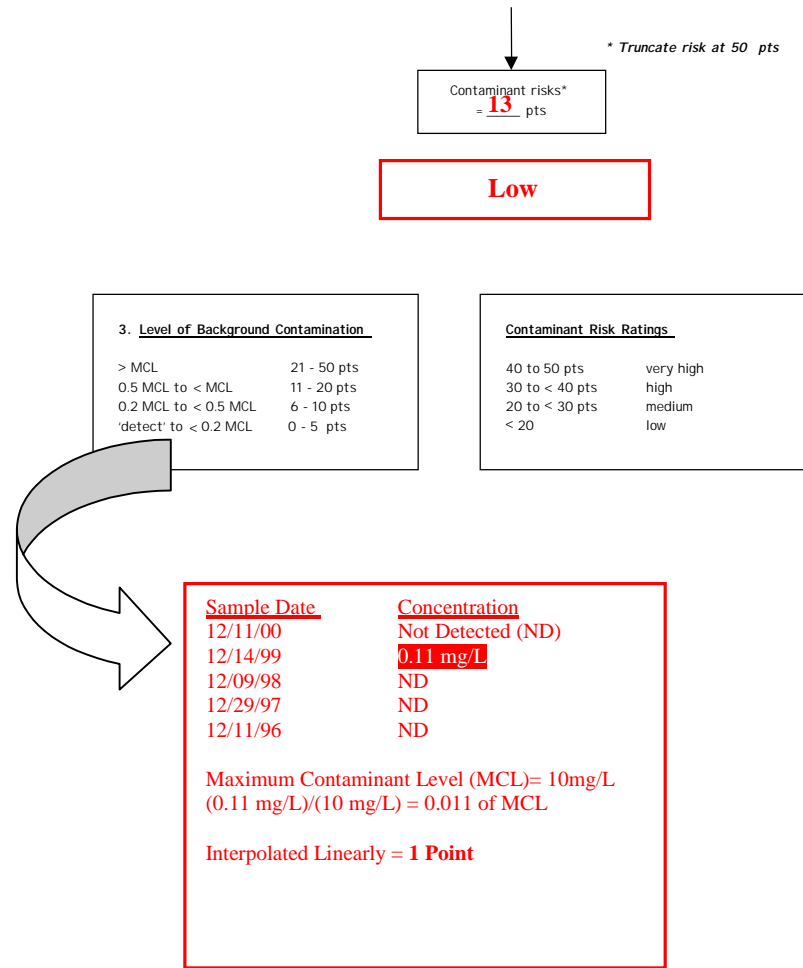 * Truncate risk at 50 pts
Contaminant risks*
= 13 pts
Low
3. Level of Background Contamination
> MCL 21 - 50 pts
0.5 MCL to < MCL 11 - 20 pts
0.2 MCL to < 0.5 MCL 6 - 10 pts
'detect' to < 0.2 MCL 0 - 5 pts
Contaminant Risk Ratings
40 to 50 pts very high
30 to < 40 pts high
20 to < 30 pts medium
< 20 low
Sample Date Concentration
12/11/00 Not Detected (ND)
12/14/99 0.11 mg/L
12/09/98 ND
12/29/97 ND
12/11/96 ND
Maximum Contaminant Level (MCL)= 10mg/L
(0.11 mg/L)/(10 mg/L) = 0.011 of MCL
Interpolated Linearly = 1 Point